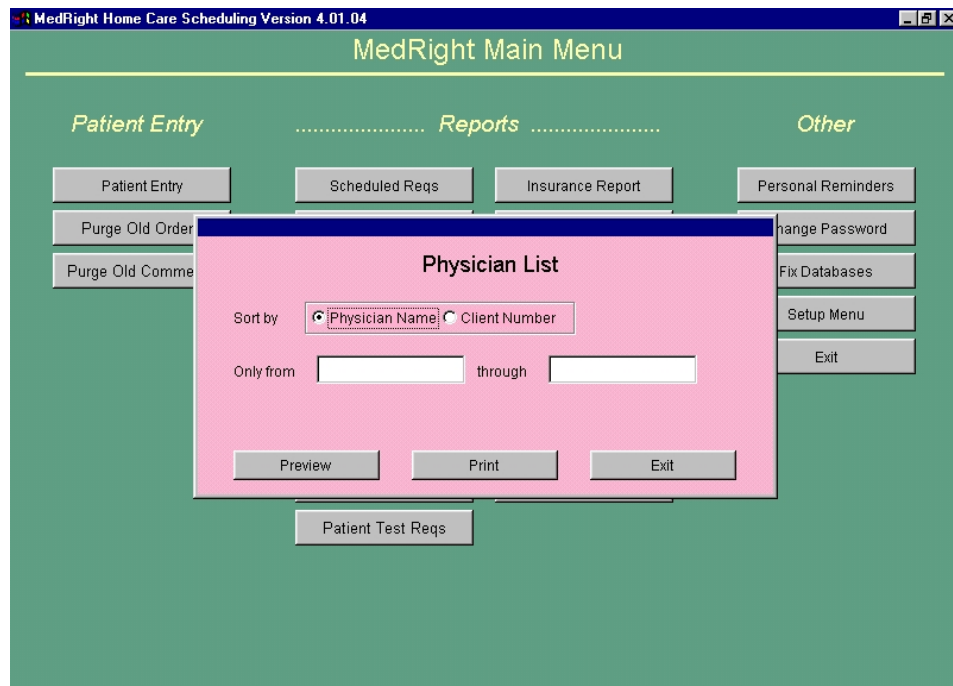 MedRight Home Care Scheduling Version 4.01.04
MedRight Main Menu
Patient Entry
...................... Reports ......................
Other
Patient Entry
Scheduled Reqs
Insurance Report
Personal Reminders
Purge Old Order
hange Password
Purge Old Comme
Fix Databases
Setup Menu
Exit
Physician List
Sort by
Physician Name
Client Number
Only from
through
Preview
Print
Exit
Patient Test Reqs